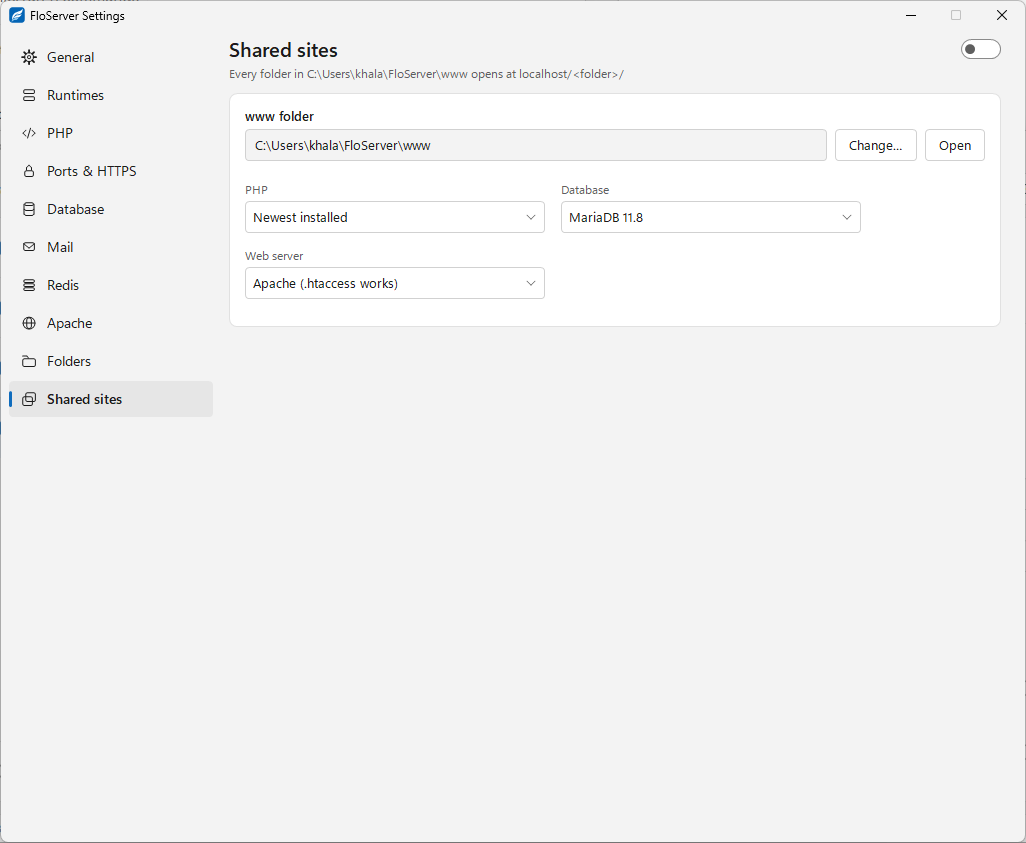 FloServer Settings
General
Runtimes
PHP
Ports & HTTPS
Database
Mail
Redis
Apache
Folders
Shared sites
Shared sites
Every folder in C:\Users\khala\FloServer\www opens at localhost/<folder>/
www folder
C:\Users\khala\FloServer\www
Change...
Open
PHP
Database
Newest installed
MariaDB 11.8
Web server
Apache (.htaccess works)